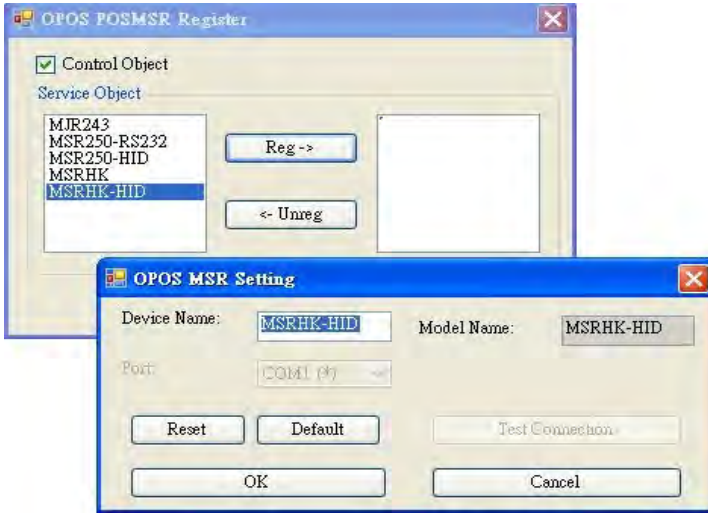 OPOS POSMSR Register
Control Object
Service Object
MJR243
MSR250-RS232
MSR250-HID
MSRHK
MSRHK-HID
Reg ->
<- Unreg
OPOS MSR Setting
Device Name: MSRHK-HID Model Name: MSRHK-HID
Port: COM1
Reset Default Test Connection
OK Cancel